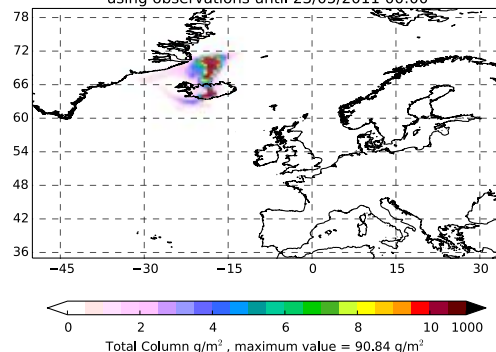 using observations until 23/05/2011 00:00
78
72
66
60
54
48
42
36
−45 −30 −15 0 15 30
0 2 4 6 8 10 1000
Total Column g/m² , maximum value = 90.84 g/m²